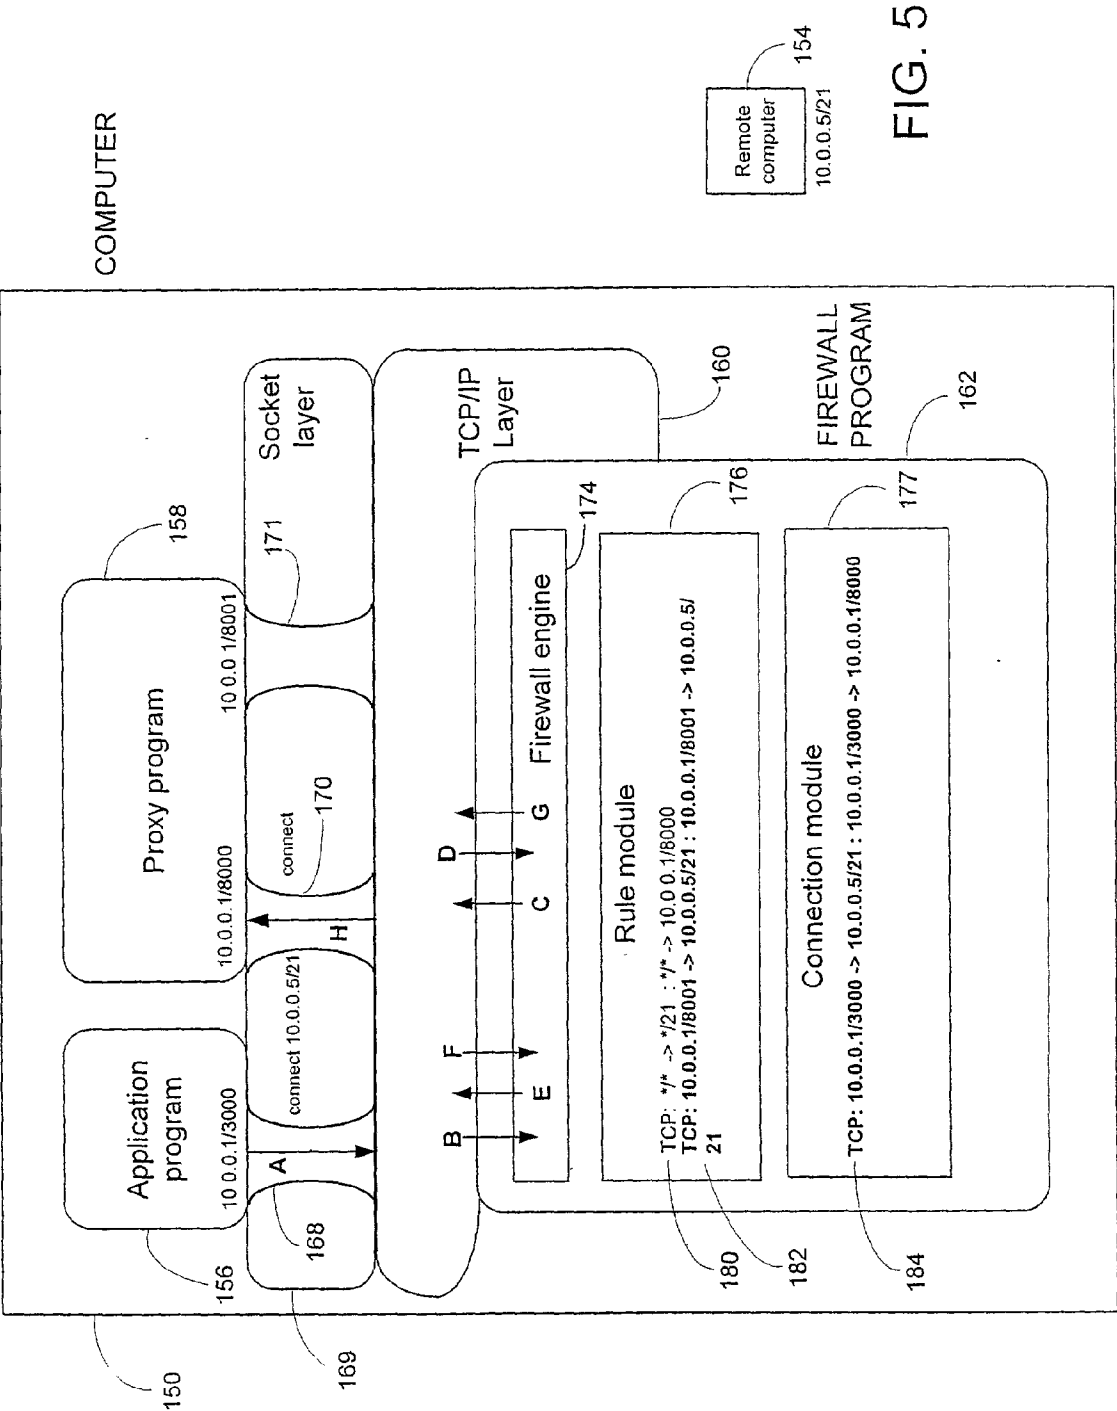 COMPUTER
150
156
Application
program
10 0.0.1/3000
158
Proxy program
10.0.0.1/8000
10 0.0 1/8001
169
168
A
connect 10.0.0.5/21
H
connect
170
171
Socket
layer
TCP/IP
Layer
160
B
E
F
C
D
G
Firewall engine
174
Rule module
176
180
TCP: */* -> */21 : */* -> 10.0 0.1/8000
182
TCP: 10.0.0.1/8001 -> 10.0.0.5/21 : 10.0.0.1/8001 -> 10.0.0.5/
21
Connection module
177
184
TCP: 10.0.0.1/3000 -> 10.0.0.5/21 : 10.0.0.1/3000 -> 10.0.0.1/8000
FIREWALL
PROGRAM
162
Remote
computer
154
10.0.0.5/21
FIG. 5